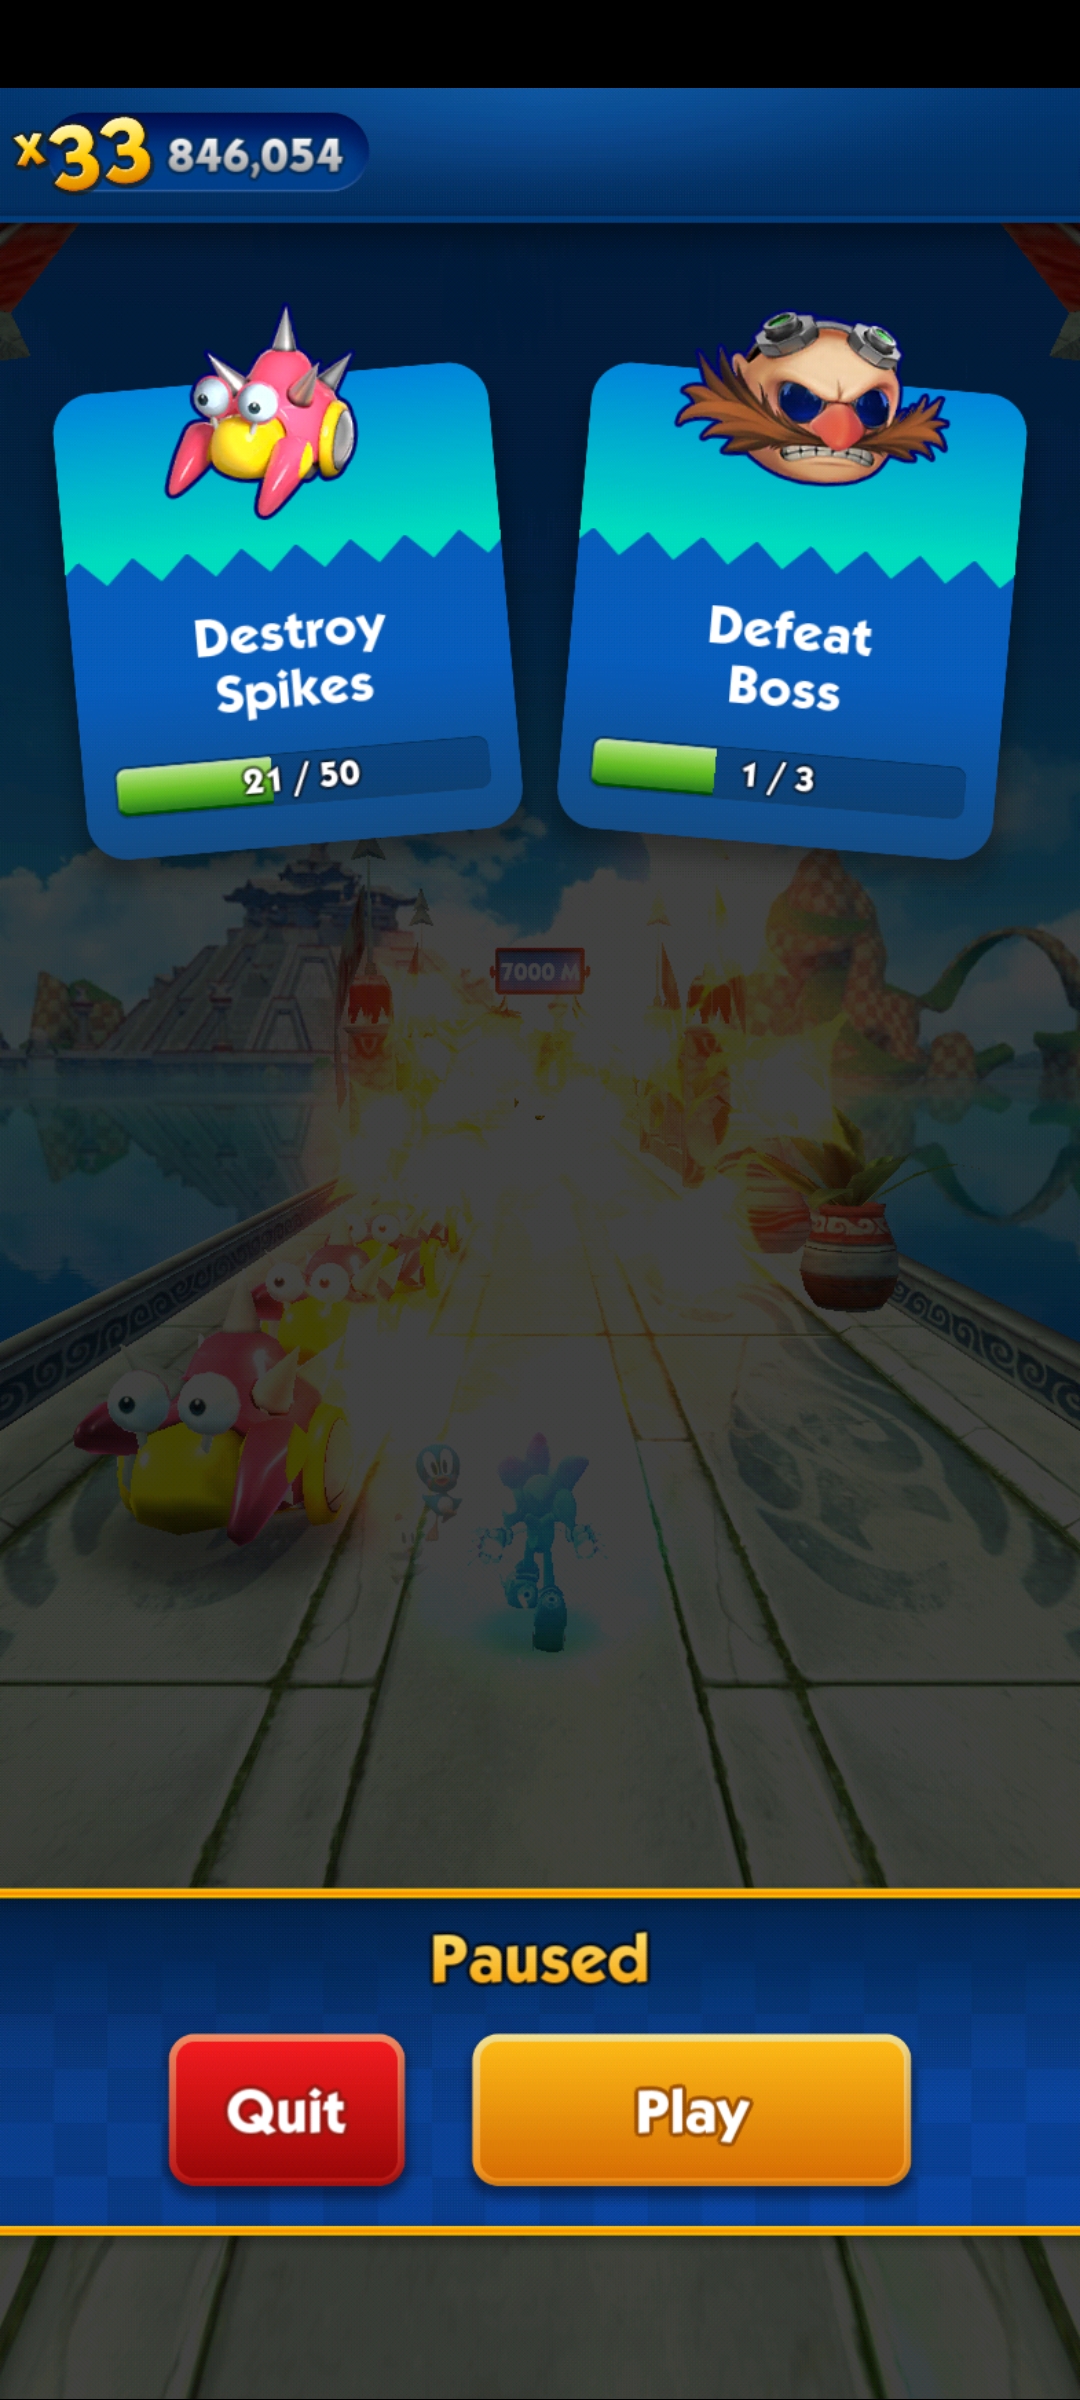 x33 846,054
Destroy
Spikes
21 / 50
Defeat
Boss
1 / 3
7000 M
Paused
Quit
Play